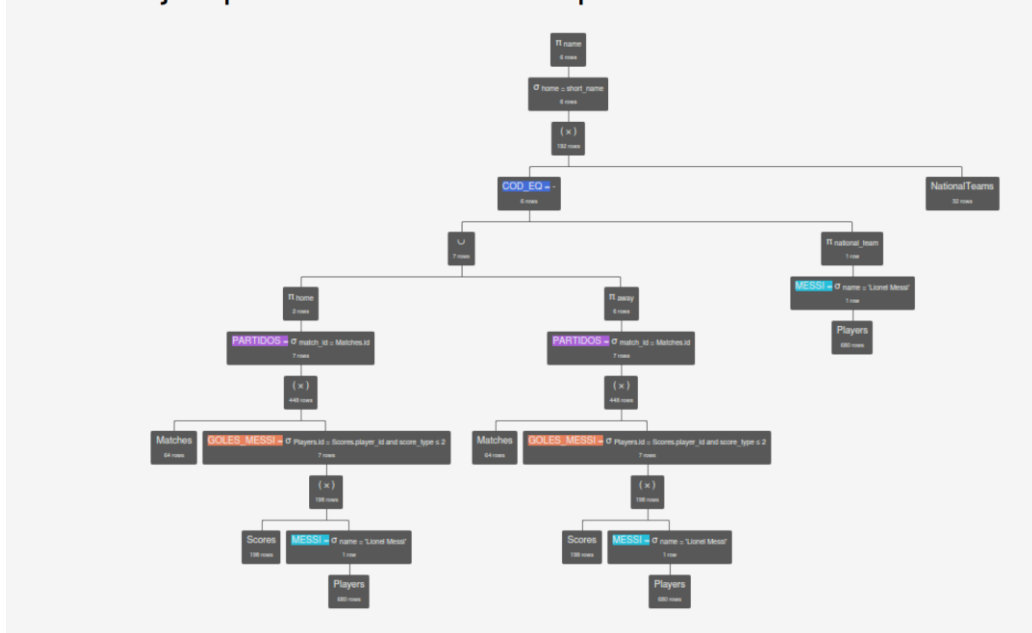 π name
6 rows
σ home = short_name
6 rows
( × )
192 rows
COD_EQ = -
6 rows
NationalTeams
32 rows
∪
7 rows
π national_team
1 row
π home
2 rows
π away
6 rows
MESSI = σ name = 'Lionel Messi'
1 row
PARTIDOS = σ match_id = Matches.id
7 rows
PARTIDOS = σ match_id = Matches.id
7 rows
Players
680 rows
( × )
448 rows
( × )
448 rows
Matches
64 rows
GOLES_MESSI = σ Players.id = Scores.player_id and score_type ≤ 2
7 rows
Matches
64 rows
GOLES_MESSI = σ Players.id = Scores.player_id and score_type ≤ 2
7 rows
( × )
198 rows
( × )
198 rows
Scores
198 rows
MESSI = σ name = 'Lionel Messi'
1 row
Scores
198 rows
MESSI = σ name = 'Lionel Messi'
1 row
Players
680 rows
Players
680 rows